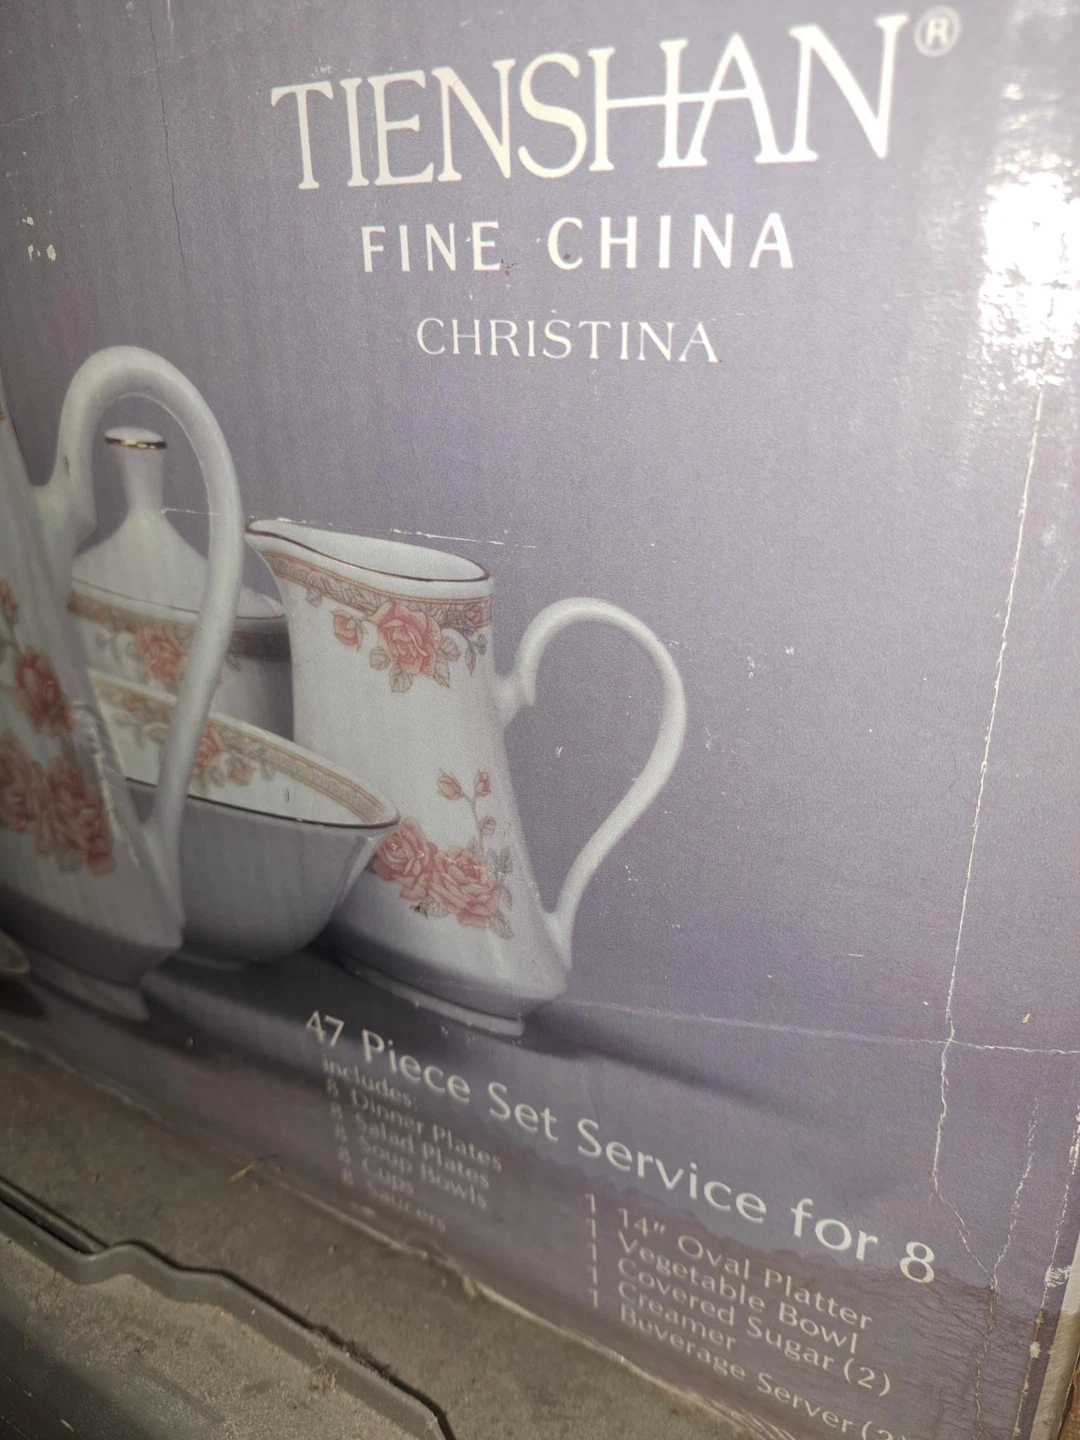 TIENSHAN®
FINE CHINA
CHRISTINA
47 Piece Set Service for 8
includes:
8 Dinner Plates
8 Salad Plates
8 Soup Bowls
8 Cups
8 Saucers
1 14" Oval Platter
1 Vegetable Bowl
1 Covered Sugar (2)
1 Creamer
1 Beverage Server